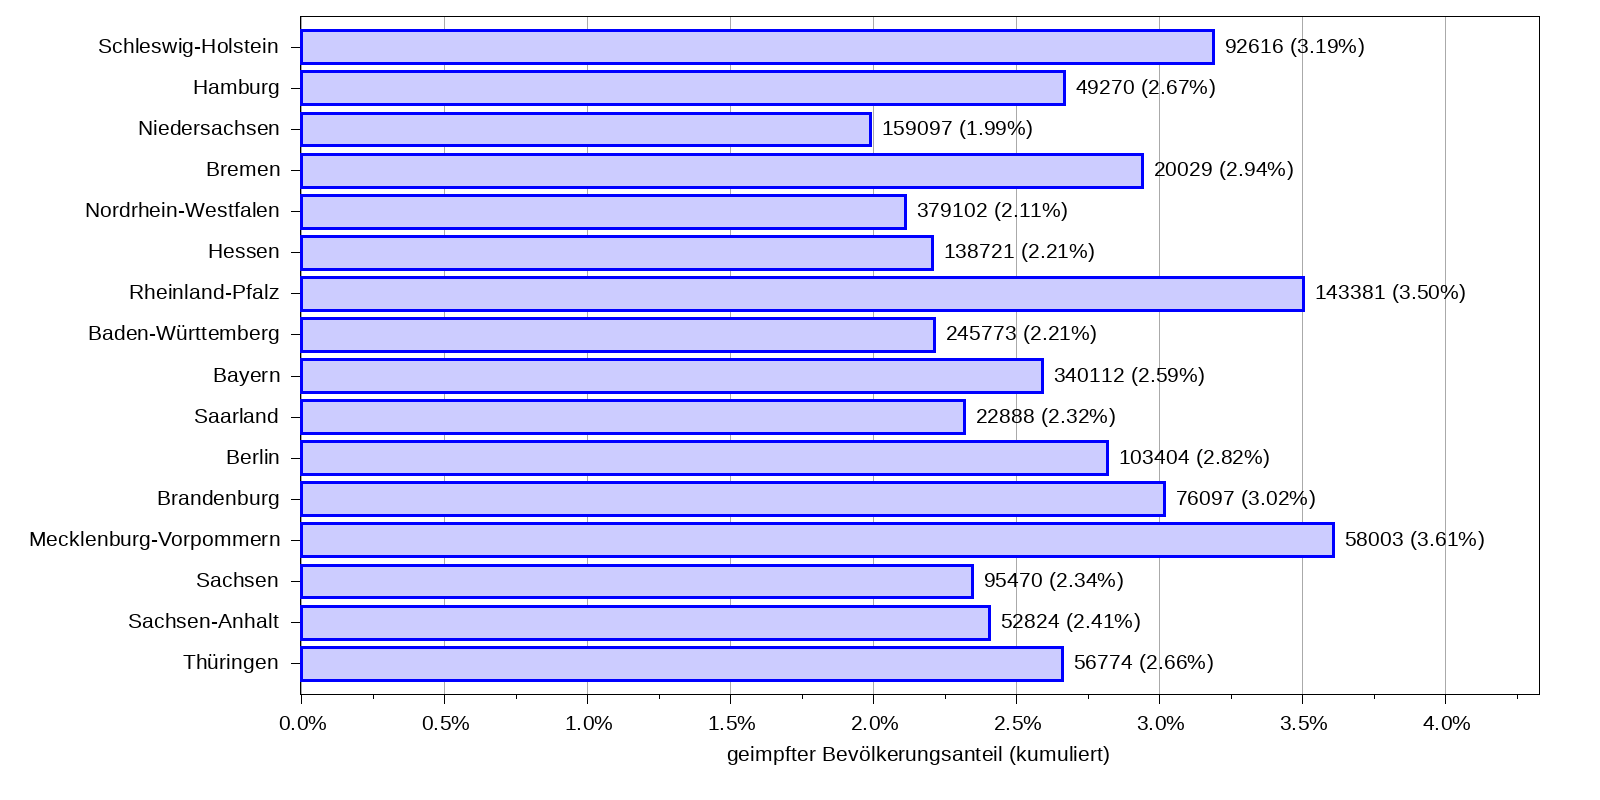 Schleswig-Holstein 92616 (3.19%)
Hamburg 49270 (2.67%)
Niedersachsen 159097 (1.99%)
Bremen 20029 (2.94%)
Nordrhein-Westfalen 379102 (2.11%)
Hessen 138721 (2.21%)
Rheinland-Pfalz 143381 (3.50%)
Baden-Württemberg 245773 (2.21%)
Bayern 340112 (2.59%)
Saarland 22888 (2.32%)
Berlin 103404 (2.82%)
Brandenburg 76097 (3.02%)
Mecklenburg-Vorpommern 58003 (3.61%)
Sachsen 95470 (2.34%)
Sachsen-Anhalt 52824 (2.41%)
Thüringen 56774 (2.66%)
0.0% 0.5% 1.0% 1.5% 2.0% 2.5% 3.0% 3.5% 4.0%
geimpfter Bevölkerungsanteil (kumuliert)